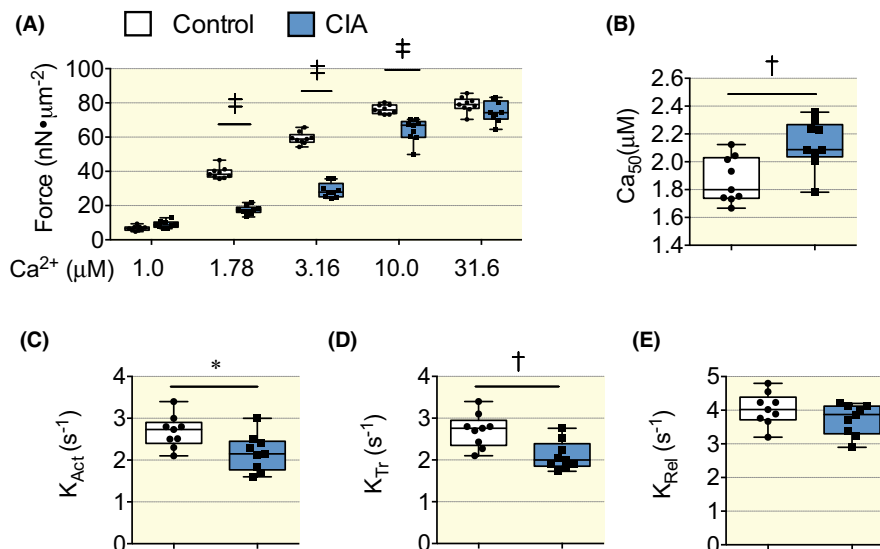 (A) Control CIA
Force (nN•μm⁻²)
100
80
60
40
20
0
‡ ‡ ‡
Ca²⁺ (μM) 1.0 1.78 3.16 10.0 31.6
(B)
†
Ca₅₀(μM)
2.6
2.4
2.2
2.0
1.8
1.6
1.4
(C)
*
K_Act (s⁻¹)
4
3
2
1
0
(D)
†
K_Tr (s⁻¹)
4
3
2
1
0
(E)
K_Rel (s⁻¹)
5
4
3
2
1
0